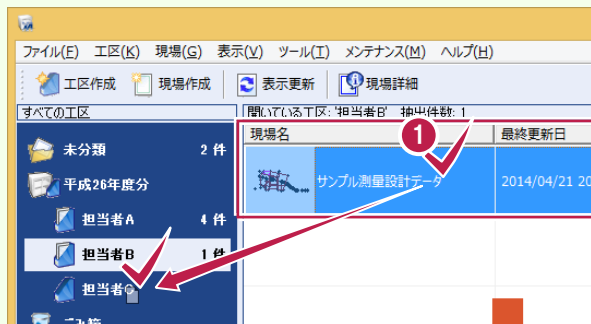 ファイル(F) 工区(K) 現場(G) 表示(V) ツール(T) メンテナンス(M) ヘルプ(H)
工区作成 現場作成 表示更新 現場詳細
すべての工区
開いている工区: '担当者B' 抽出件数: 1
現場名 最終更新日
1
未分類 2 件
サンプル測量設計データ 2014/04/21 20
平成26年度分
担当者A 4 件
担当者B 1 件
担当者C
ごみ箱